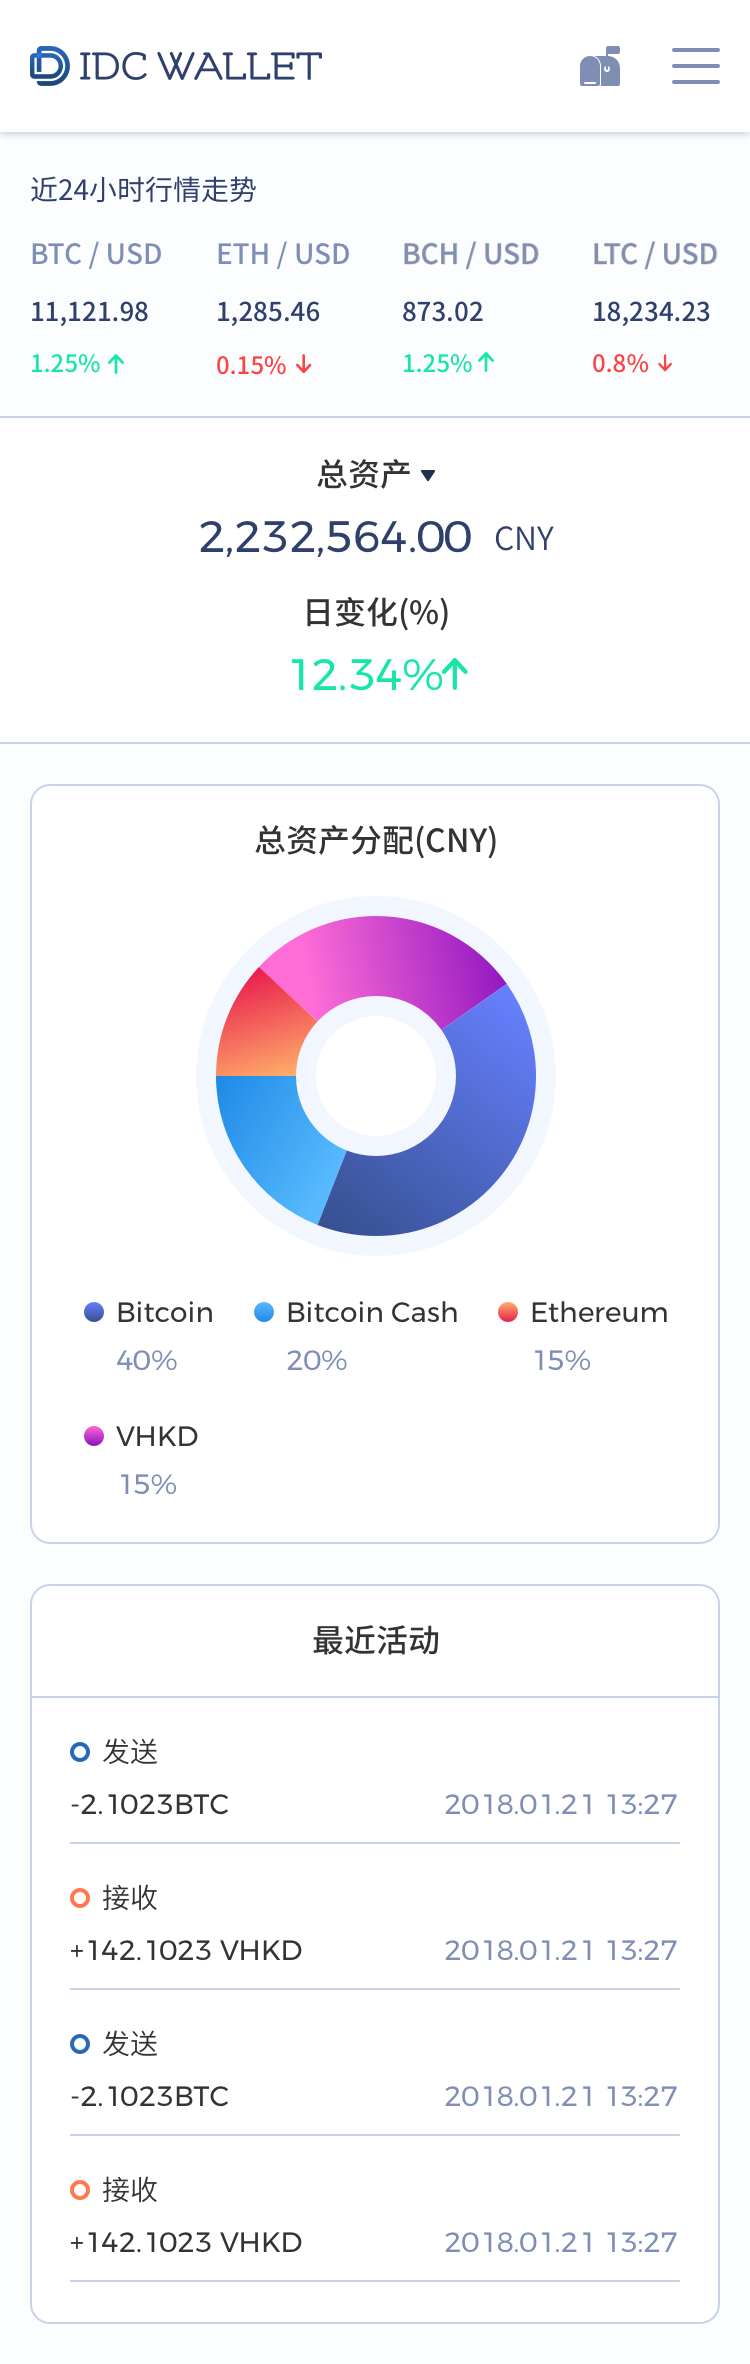 IDC WALLET
近24小时行情走势
BTC / USD ETH / USD BCH / USD LTC / USD
11,121.98 1,285.46 873.02 18,234.23
1.25% ↑ 0.15% ↓ 1.25% ↑ 0.8% ↓
总资产
2,232,564.00 CNY
日变化(%)
12.34%↑
总资产分配(CNY)
Bitcoin Bitcoin Cash Ethereum
40% 20% 15%
VHKD
15%
最近活动
发送
-2.1023BTC 2018.01.21 13:27
接收
+142.1023 VHKD 2018.01.21 13:27
发送
-2.1023BTC 2018.01.21 13:27
接收
+142.1023 VHKD 2018.01.21 13:27